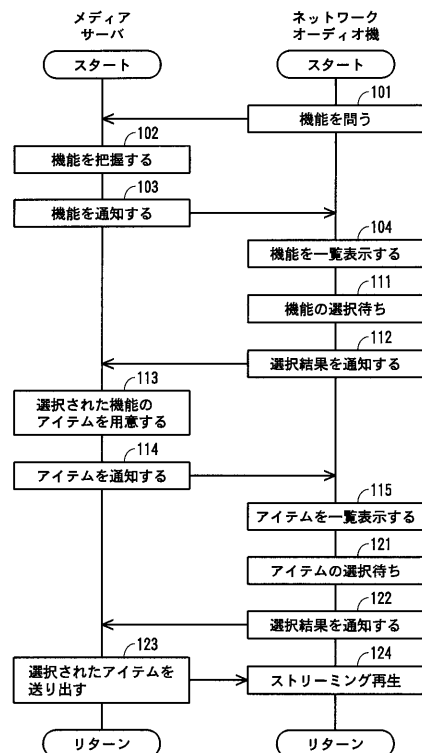 メディア
サーバ
ネットワーク
オーディオ機
スタート
スタート
101
機能を問う
102
機能を把握する
103
機能を通知する
104
機能を一覧表示する
111
機能の選択待ち
112
選択結果を通知する
113
選択された機能の
アイテムを用意する
114
アイテムを通知する
115
アイテムを一覧表示する
121
アイテムの選択待ち
122
選択結果を通知する
123
選択されたアイテムを
送り出す
124
ストリーミング再生
リターン
リターン